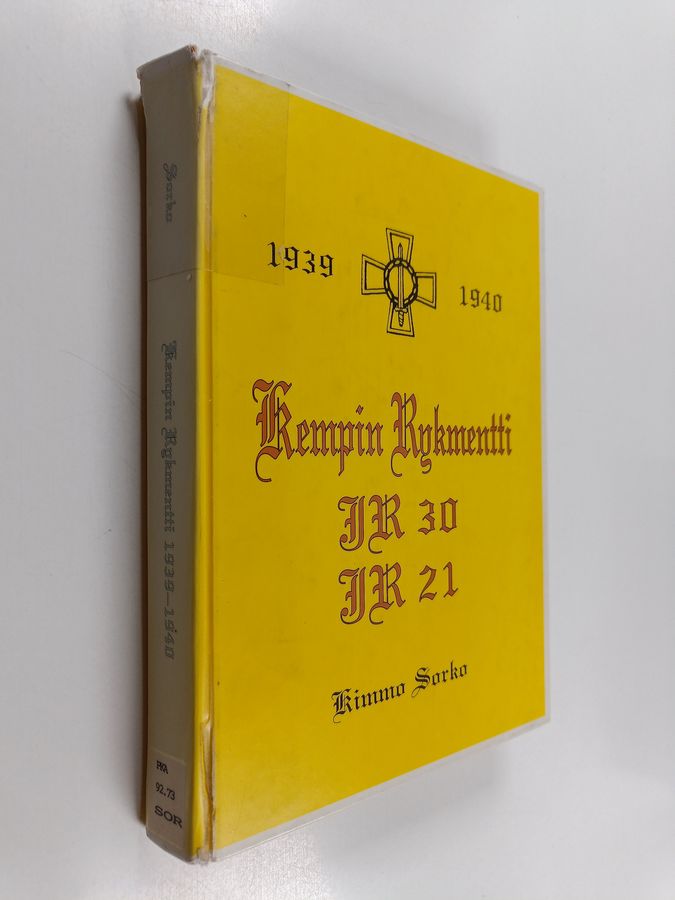 Sorko
Kempin Rykmentti 1939-1940
PKA
92.73
SOR
1939
1940
Kempin Rykmentti
JR 30
JR 21
Kimmo Sorko